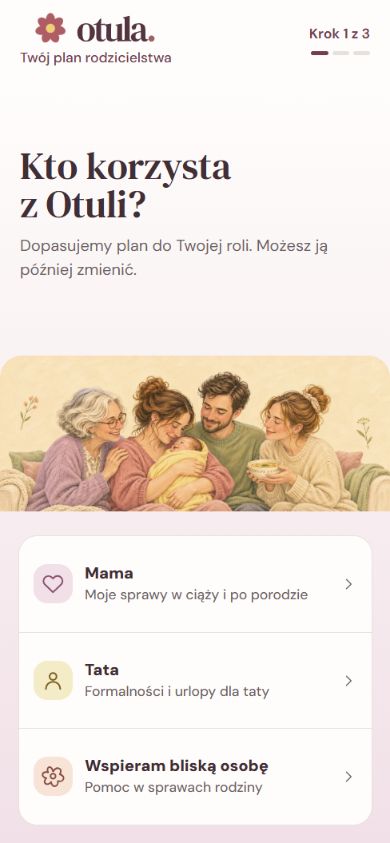 otula.
Twój plan rodzicielstwa
Krok 1 z 3
Kto korzysta
z Otuli?
Dopasujemy plan do Twojej roli. Możesz ją
później zmienić.
Mama
Moje sprawy w ciąży i po porodzie
Tata
Formalności i urlopy dla taty
Wspieram bliską osobę
Pomoc w sprawach rodziny